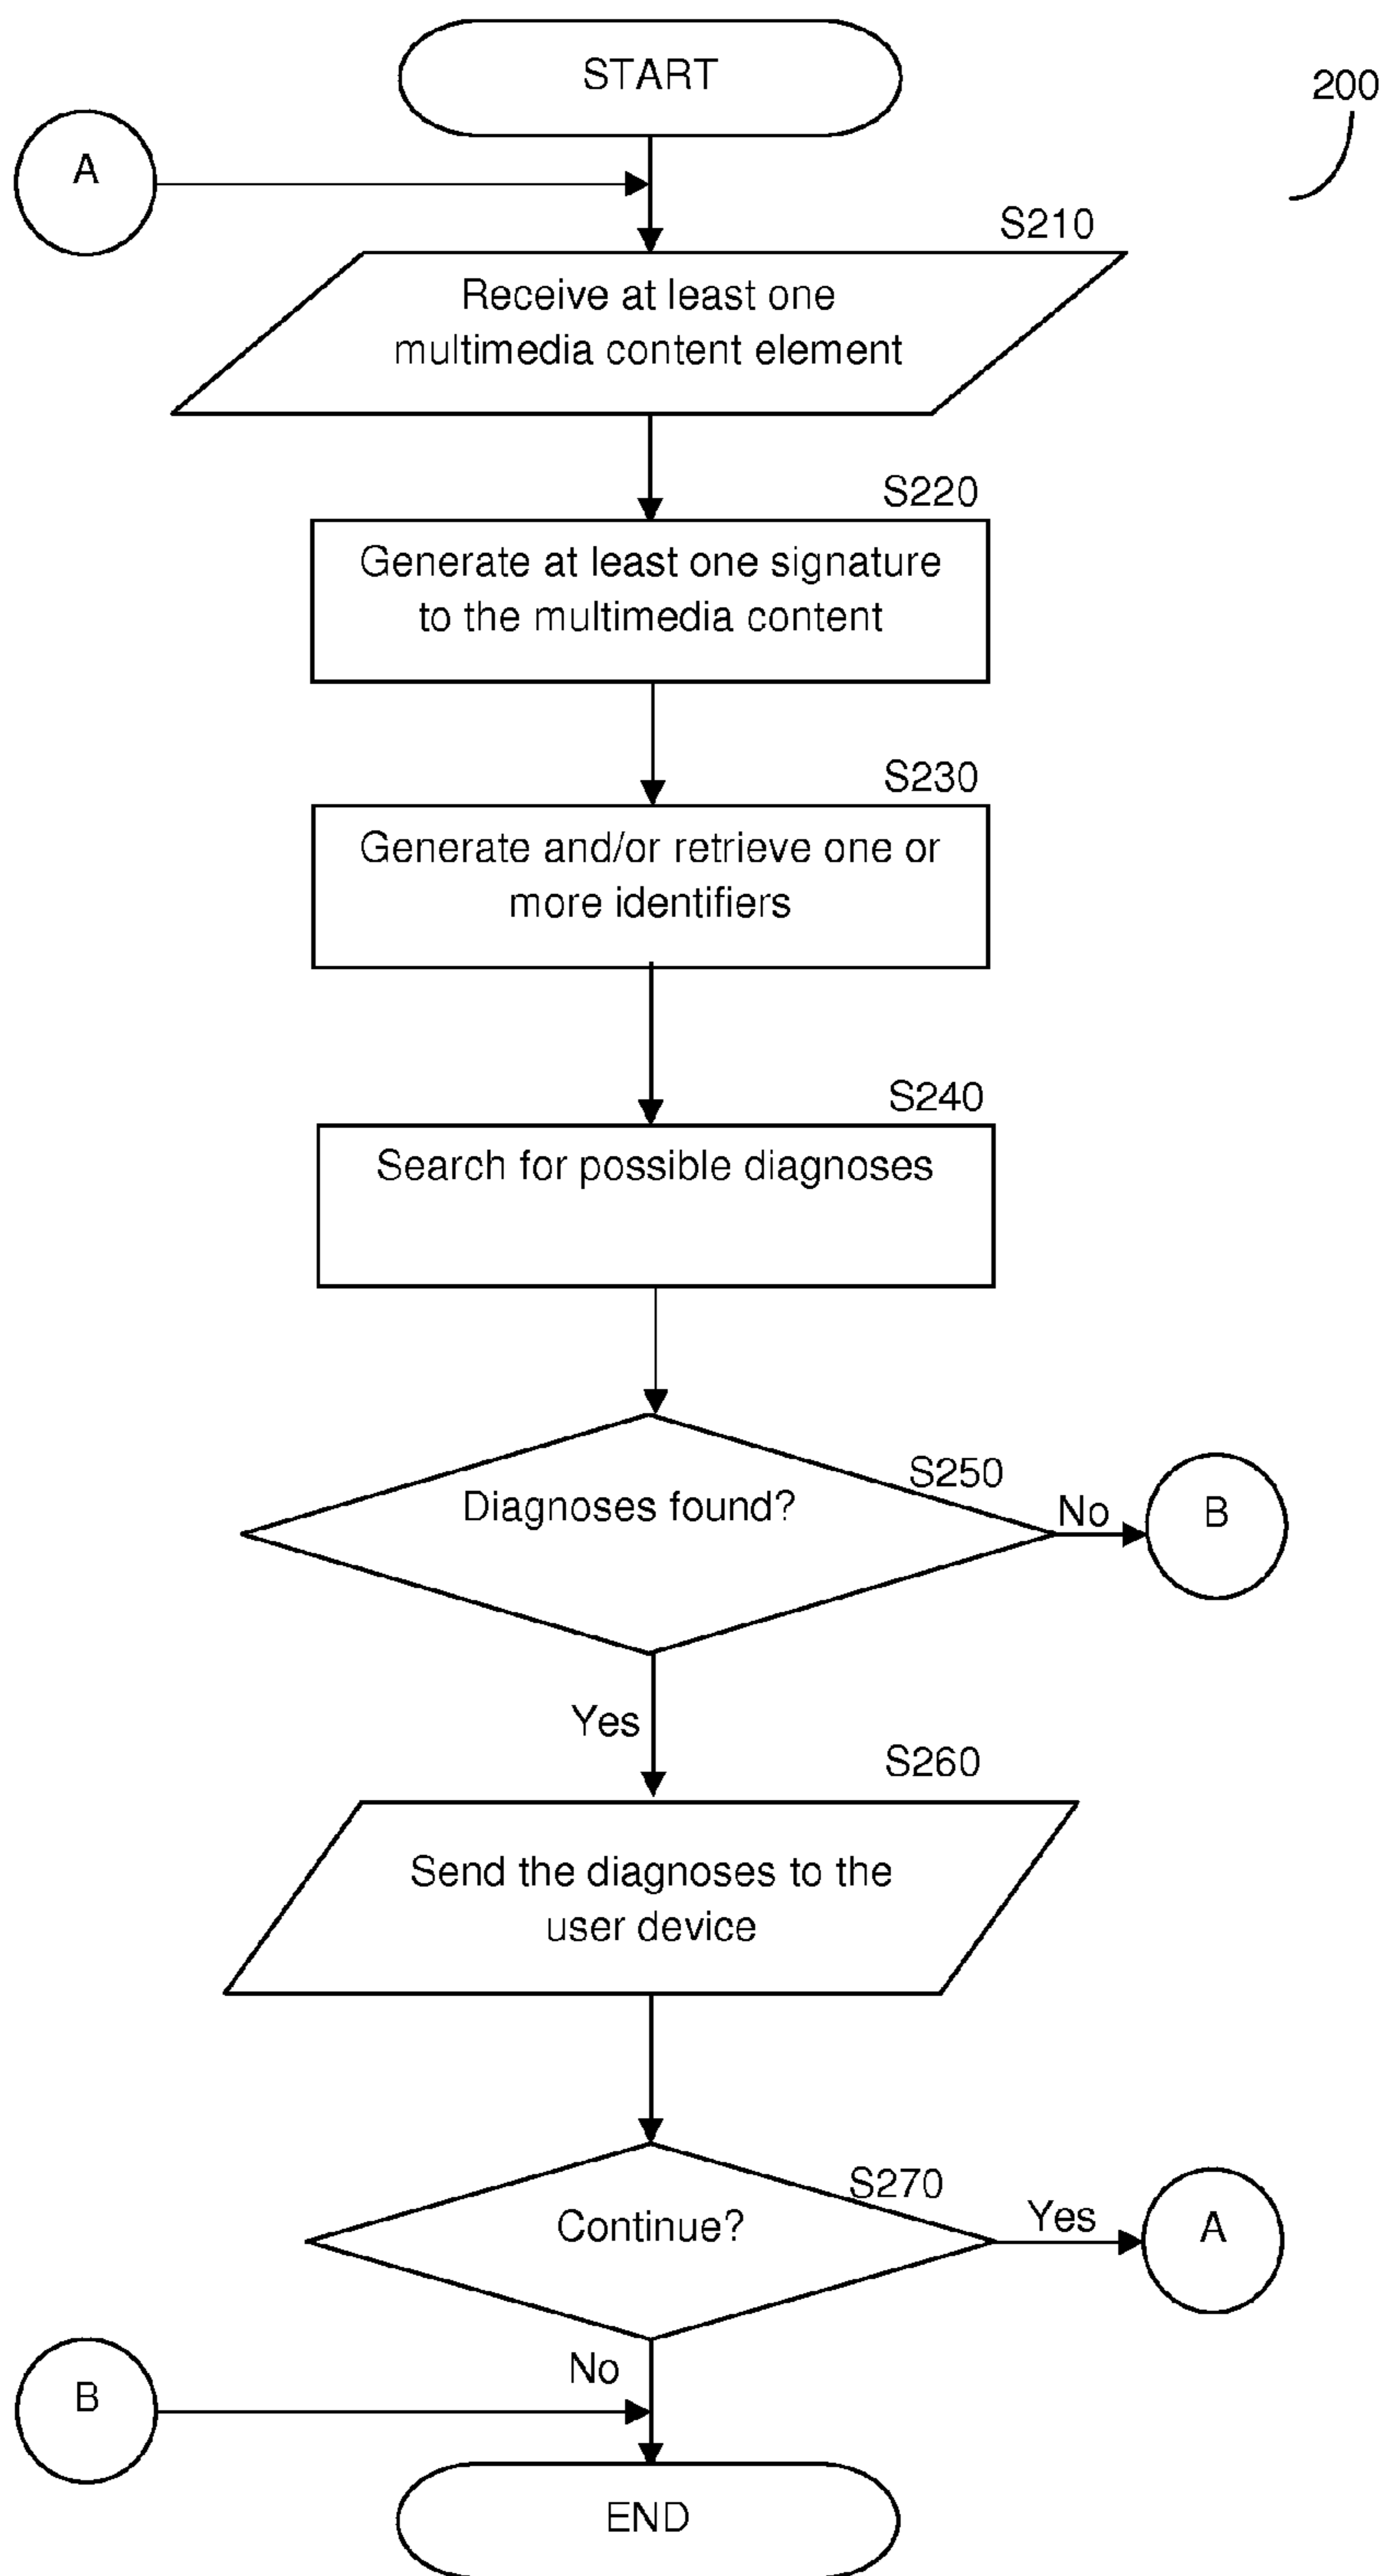 START
200
A
S210
Receive at least one
multimedia content element
S220
Generate at least one signature
to the multimedia content
S230
Generate and/or retrieve one or
more identifiers
S240
Search for possible diagnoses
S250
Diagnoses found?
No
B
Yes
S260
Send the diagnoses to the
user device
S270
Continue?
Yes
A
No
B
END